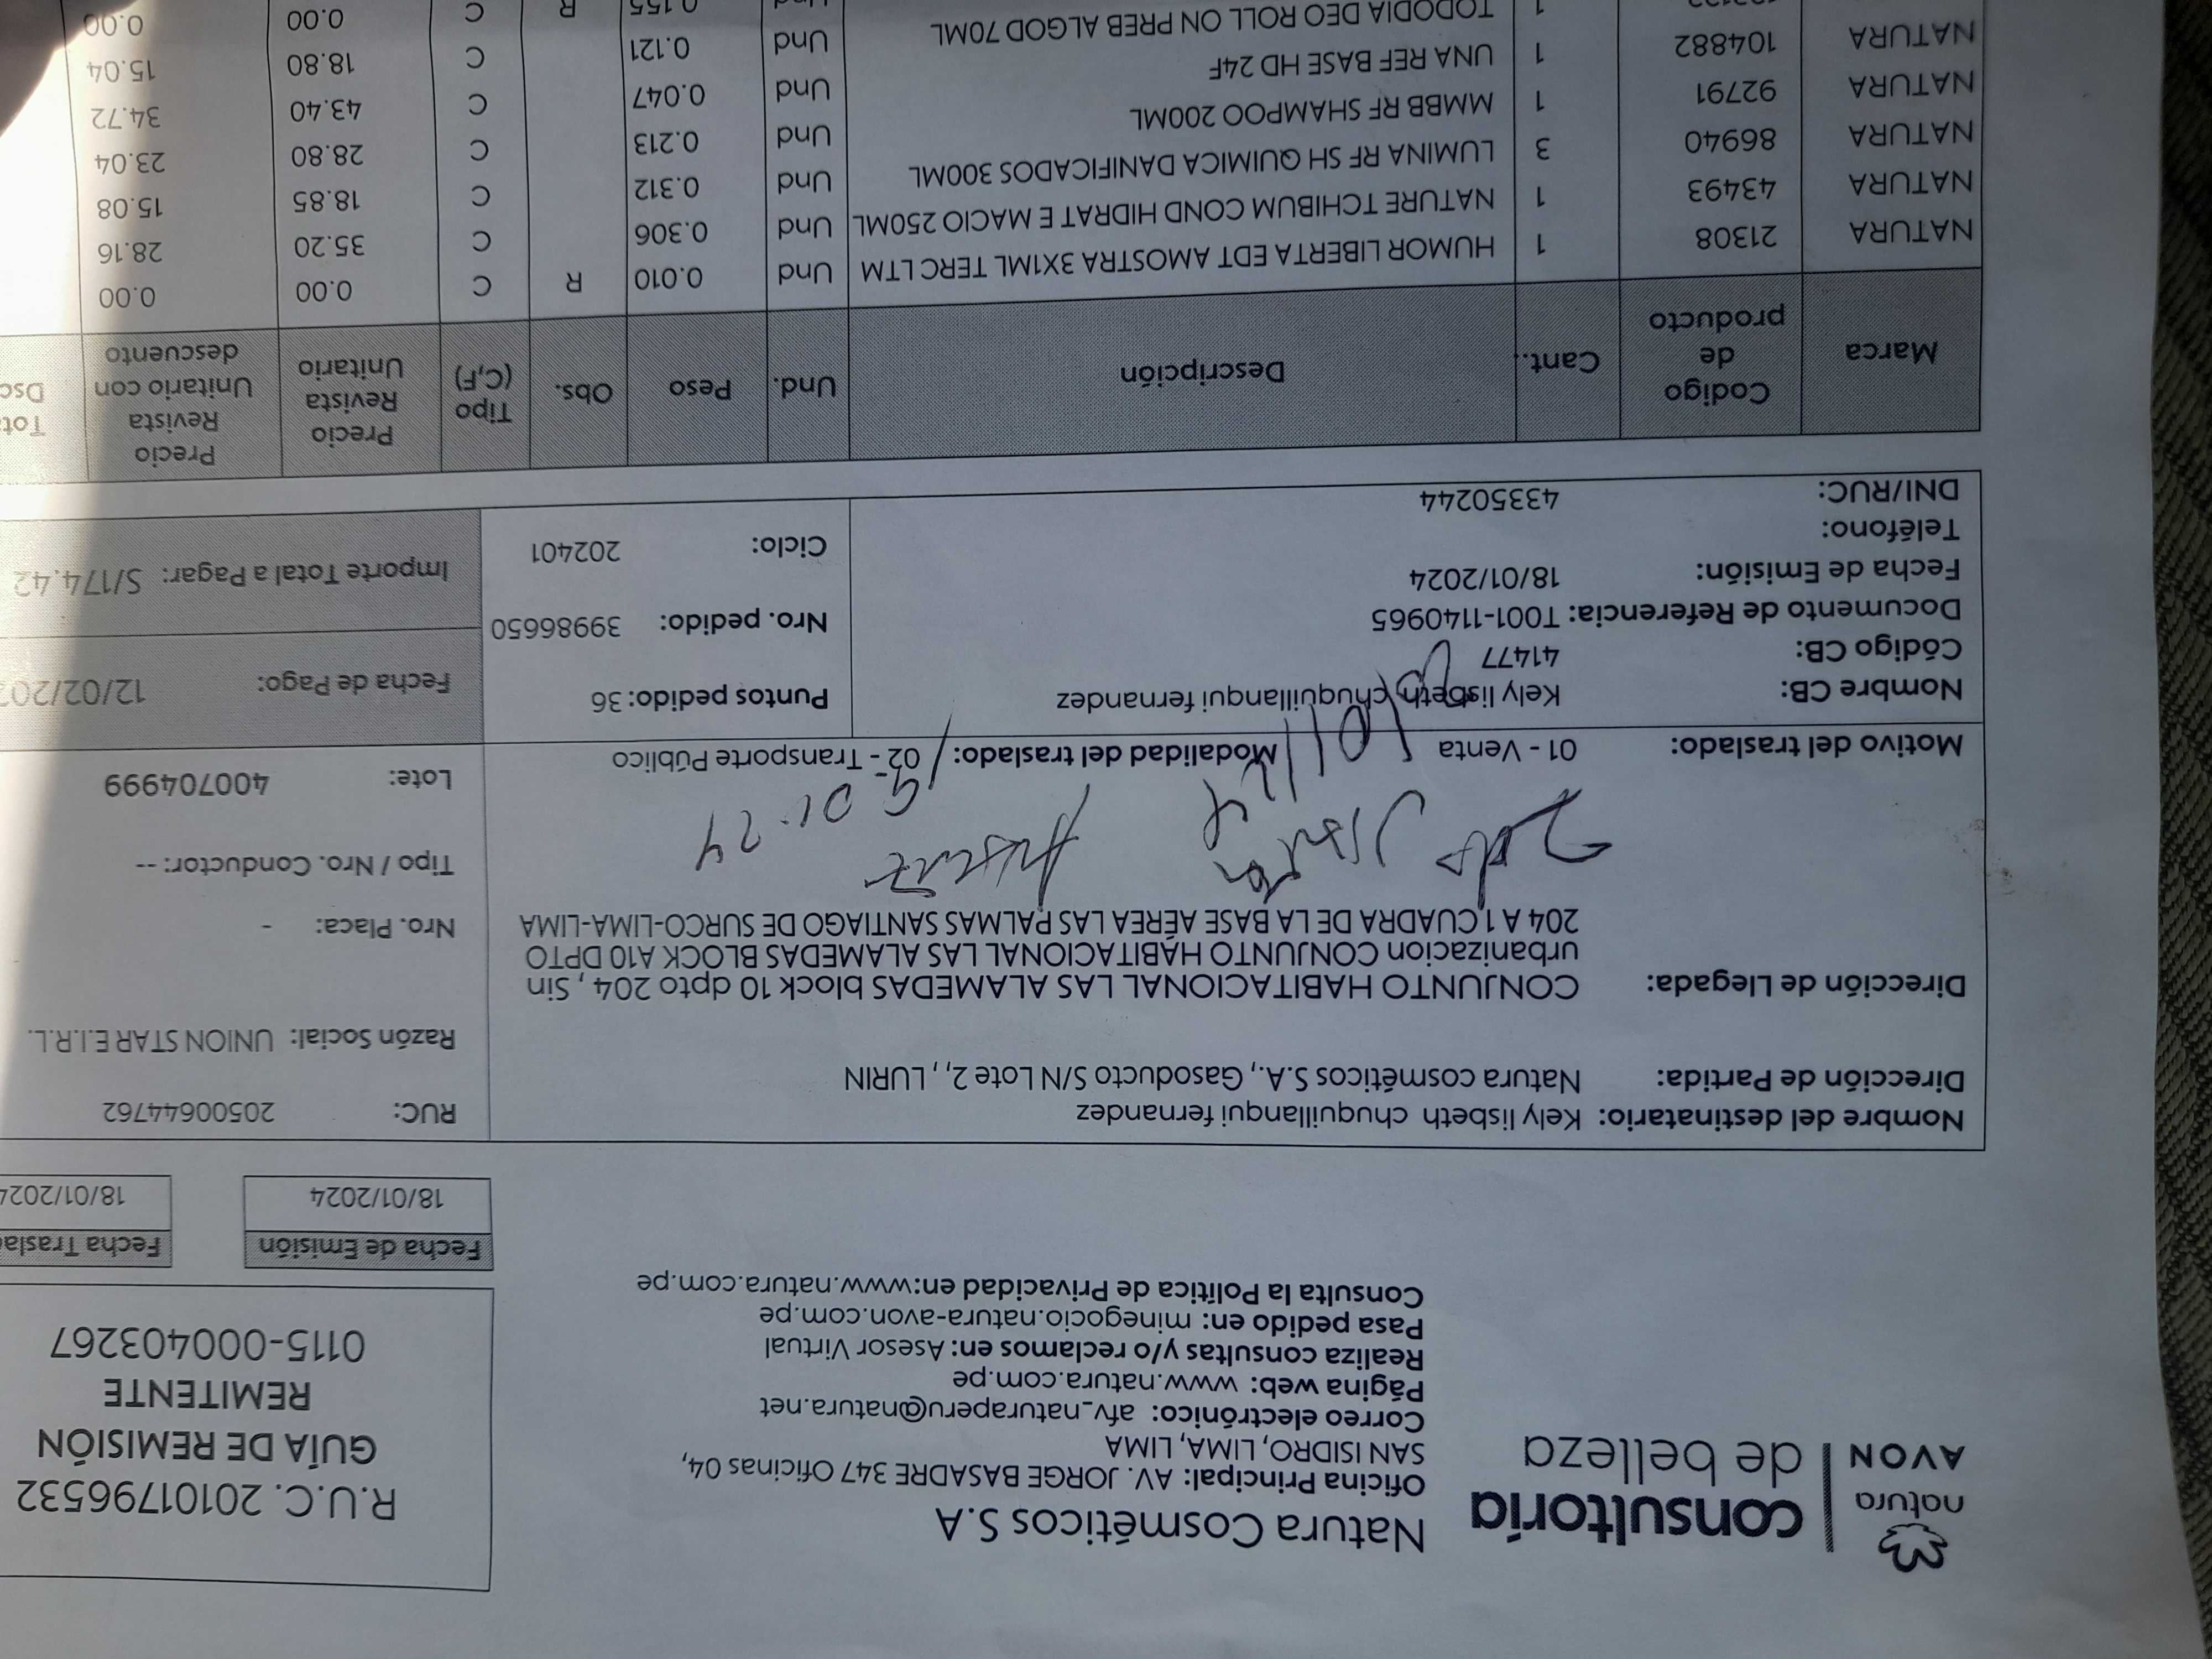 natura
AVON
consultoría
de belleza
Natura Cosméticos S.A
Oficina Principal: AV. JORGE BASADRE 347 Oficinas 04,
SAN ISIDRO, LIMA, LIMA
Correo electrónico: afv_naturaperu@natura.net
Página web: www.natura.com.pe
Realiza consultas y/o reclamos en: Asesor Virtual
Pasa pedido en: minegocio.natura-avon.com.pe
Consulta la Política de Privacidad en:www.natura.com.pe
R.U.C. 20101796532
GUÍA DE REMISIÓN
REMITENTE
0115-000403267
Fecha de Emisión
18/01/2024
Fecha Trasla
18/01/2024
Nombre del destinatario: Kely lisbeth chuquillanqui fernandez
Dirección de Partida: Natura cosméticos S.A., Gasoducto S/N Lote 2, , LURIN
Dirección de Llegada: CONJUNTO HABITACIONAL LAS ALAMEDAS block 10 dpto 204 , Sin
urbanizacion CONJUNTO HABITACIONAL LAS ALAMEDAS BLOCK A10 DPTO
204 A 1 CUADRA DE LA BASE AÉREA LAS PALMAS SANTIAGO DE SURCO-LIMA-LIMA
RUC: 20500644762
Razón Social: UNION STAR E.I.R.L.
Nro. Placa: -
Tipo / Nro. Conductor: --
Lote: 400704999
Motivo del traslado: 01 - Venta Modalidad del traslado: 02 - Transporte Público
Nombre CB: Kely lisbeth chuquillanqui fernandez
Código CB: 41477
Documento de Referencia: T001-1140965
Fecha de Emisión: 18/01/2024
Teléfono:
DNI/RUC: 43350244
Puntos pedido: 36
Nro. pedido: 39986650
Ciclo: 202401
Fecha de Pago: 12/02/202
Importe Total a Pagar: S/174.42
Marca Codigo de producto Cant. Descripción Und. Peso Obs. Tipo (C,F) Precio Revista Unitario Precio Revista Unitario con descuento
NATURA 21308 1 HUMOR LIBERTA EDT AMOSTRA 3X1ML TERC LTM Und 0.010 R C 0.00 0.00
NATURA 43493 1 NATURE TCHIBUM COND HIDRAT E MACIO 250ML Und 0.306 C 35.20 28.16
NATURA 86940 3 LUMINA RF SH QUIMICA DANIFICADOS 300ML Und 0.312 C 18.85 15.08
NATURA 92791 1 MMBB RF SHAMPOO 200ML Und 0.213 C 28.80 23.04
NATURA 104882 1 UNA REF BASE HD 24F Und 0.047 C 43.40 34.72
NATURA 1 TODODIA DEO ROLL ON PREB ALGOD 70ML Und 0.121 C 18.80 15.04
0.155 R C 0.00 0.00